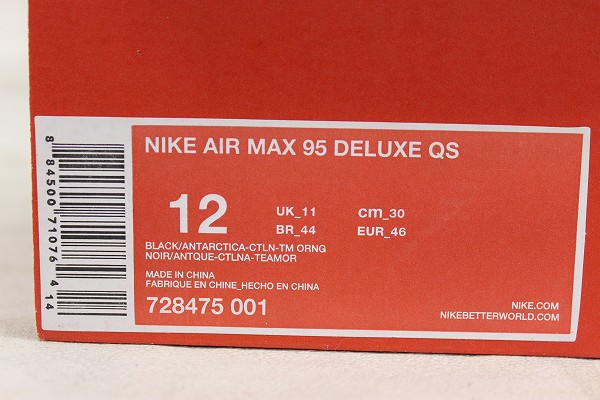 NIKE AIR MAX 95 DELUXE QS
12
UK_11 cm_30
BR_44 EUR_46
BLACK/ANTARCTICA-CTLN-TM ORNG
NOIR/ANTQUE-CTLNA-TEAMOR
MADE IN CHINA
FABRIQUE EN CHINE_HECHO EN CHINA
728475 001
NIKE.COM
NIKEBETTERWORLD.COM
8 84500 71076 4 14